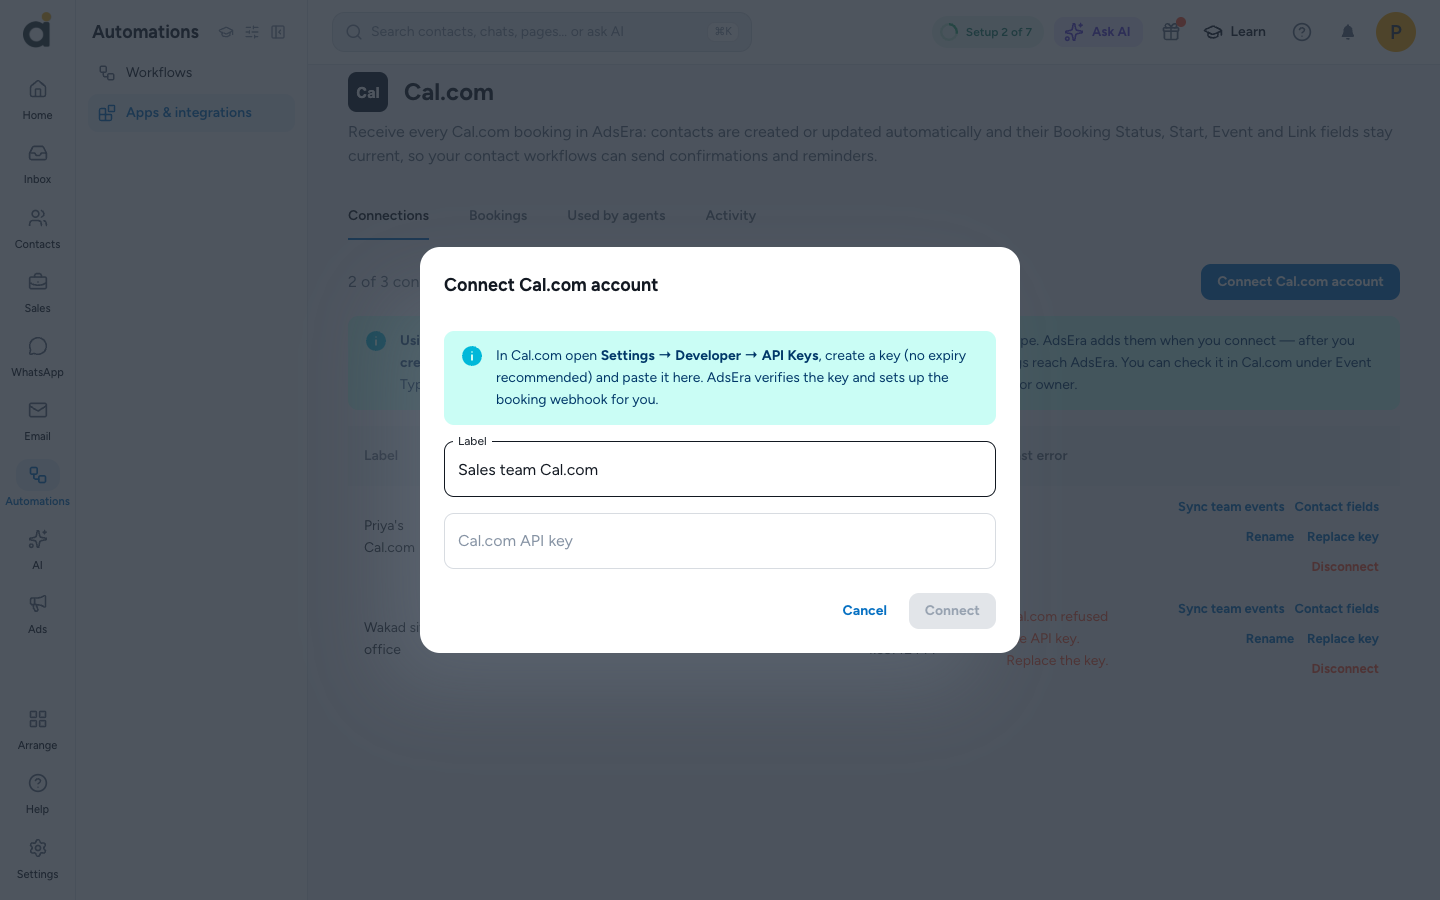 Automations
Search contacts, chats, pages... or ask AI
⌘K
Setup 2 of 7
Ask AI
Learn
P
Home
Inbox
Contacts
Sales
WhatsApp
Email
Automations
AI
Ads
Arrange
Help
Settings
Workflows
Apps & integrations
Cal
Cal.com
Receive every Cal.com booking in AdsEra: contacts are created or updated automatically and their Booking Status, Start, Event and Link fields stay
current, so your contact workflows can send confirmations and reminders.
Connections
Bookings
Used by agents
Activity
2 of 3 con
Connect Cal.com account
pe. AdsEra adds them when you connect — after you
s reach AdsEra. You can check it in Cal.com under Event
or owner.
Label
st error
Priya's
Cal.com
Sync team events
Contact fields
Rename
Replace key
Disconnect
Wakad si
office
al.com refused
e API key.
Replace the key.
Sync team events
Contact fields
Rename
Replace key
Disconnect
Connect Cal.com account
In Cal.com open Settings → Developer → API Keys, create a key (no expiry
recommended) and paste it here. AdsEra verifies the key and sets up the
booking webhook for you.
Label
Sales team Cal.com
Cal.com API key
Cancel
Connect